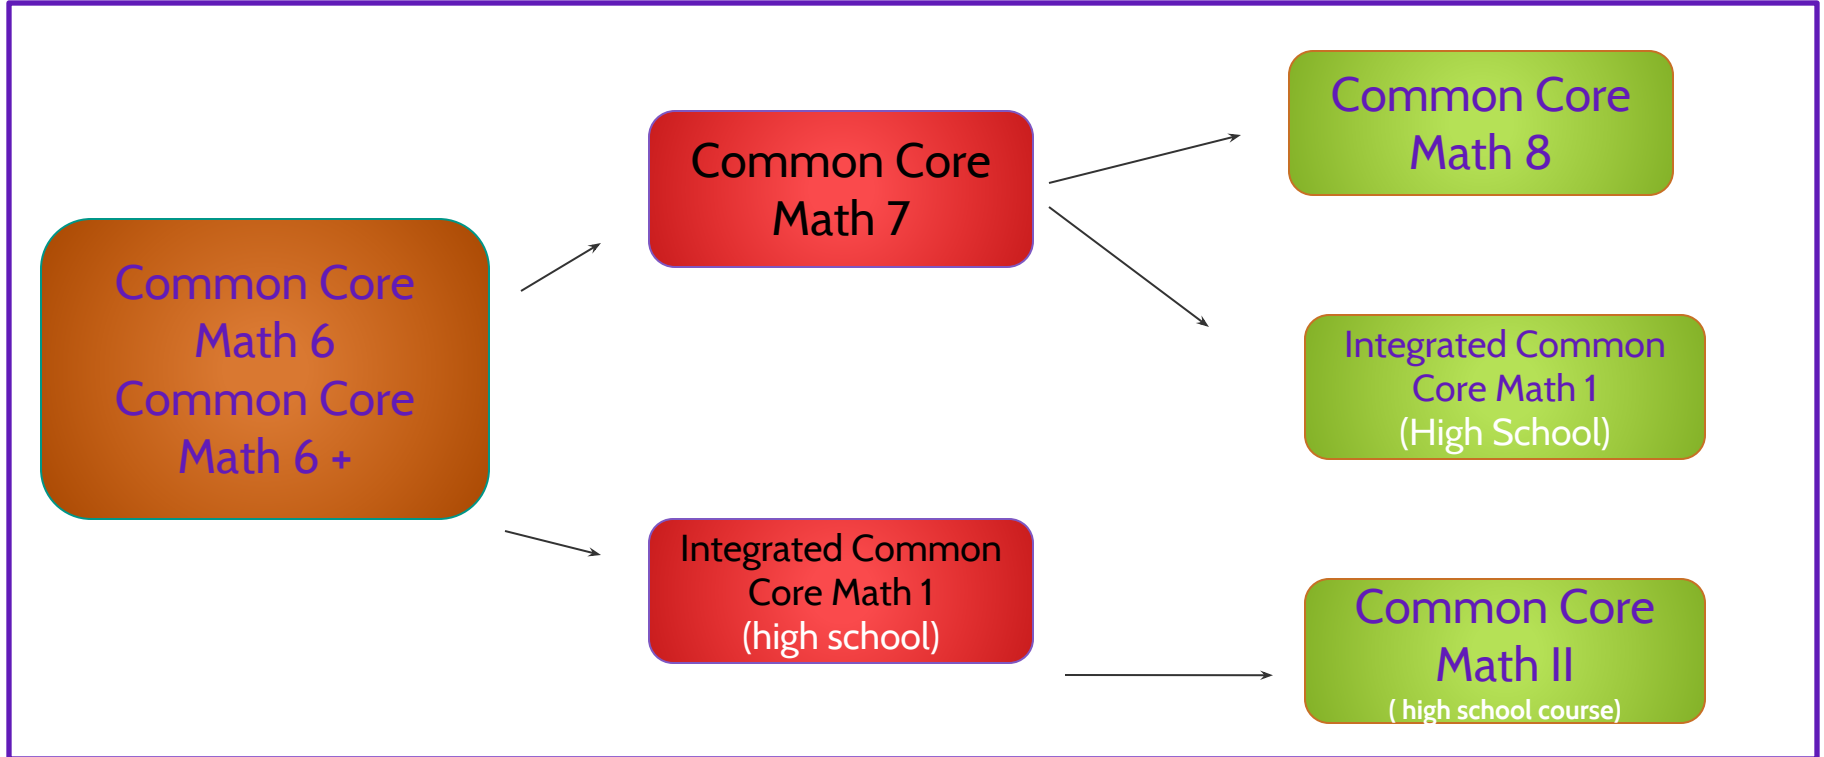 Common Core
Math 6
Common Core
Math 6 +
Common Core
Math 7
Integrated Common
Core Math 1
(high school)
Common Core
Math 8
Integrated Common
Core Math 1
(High School)
Common Core
Math II
( high school course)